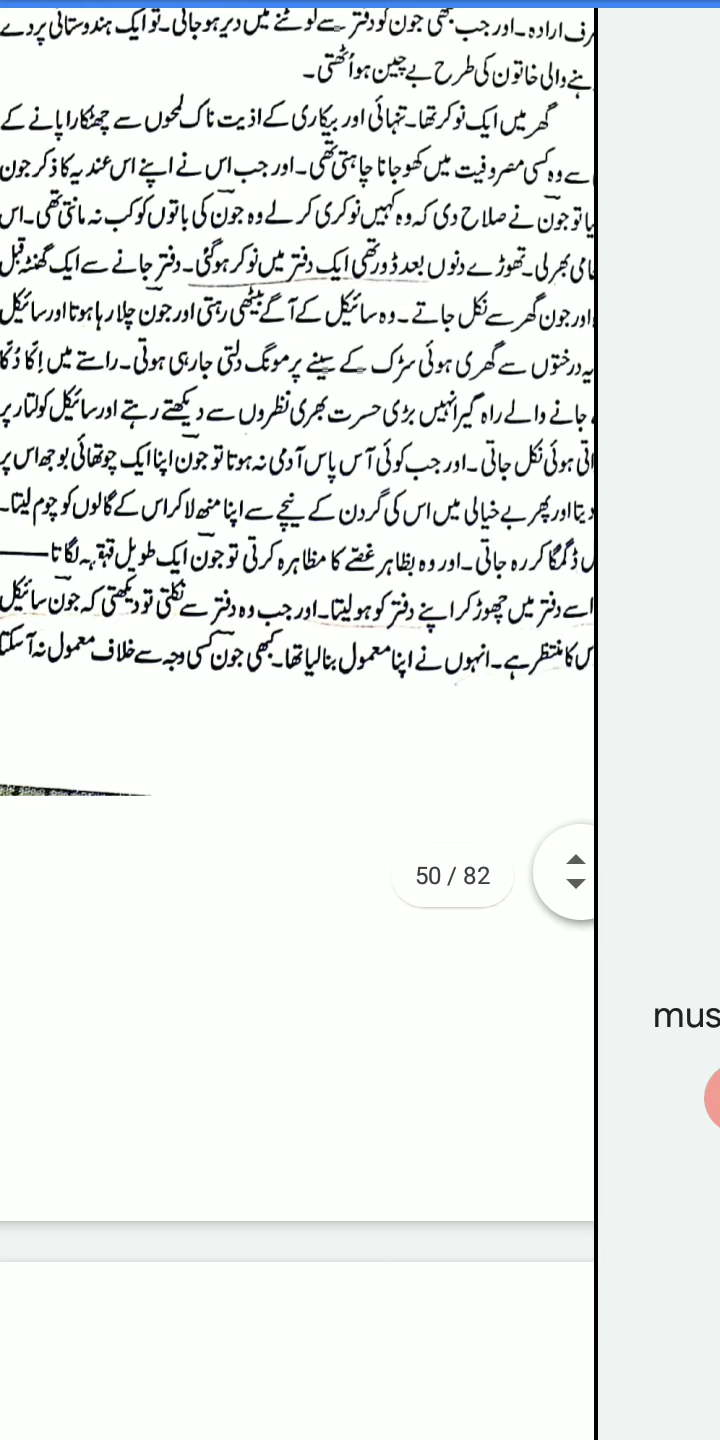 رف ارادہ۔ اور جب بھی جون کو دفتر سے لوٹنے میں دیر ہو جاتی۔ تو ایک ہندوستانی پردے
ہنے والی خاتون کی طرح بے چین ہو اُٹھتی۔
گھر میں ایک نوکر تھا۔ تنہائی اور بیکاری کے اذیت ناک لمحوں سے چھٹکارا پانے کے
سے وہ کسی مصروفیت میں کھو جانا چاہتی تھی۔ اور جب اس نے اپنے اس عندیہ کا ذکر جون
یا تو جون نے صلاح دی کہ وہ کہیں نوکری کر لے وہ جون کی باتوں کو کب نہ مانتی تھی۔ اس
امی بھر لی۔ تھوڑے دنوں بعد ڈورتھی ایک دفتر میں نوکر ہو گئی۔ دفتر جانے سے ایک گھنٹہ قبل
اور جون گھر سے نکل جاتے۔ وہ سائیکل کے آگے بیٹھی رہتی اور جون چلا رہا ہوتا اور سائیکل
یہ درختوں سے گھری ہوئی سڑک کے سینے پر مونگ دلتی جا رہی ہوتی۔ راستے میں اِکّا دُکّا
جانے والے راہ گیر انہیں بڑی حسرت بھری نظروں سے دیکھتے رہتے اور سائیکل کولتار پر
اتی ہوئی نکل جاتی۔ اور جب کوئی آس پاس آدمی نہ ہوتا تو جون اپنا ایک چوتھائی بوجھ اس پر
دیتا اور پھر بے خیالی میں اس کی گردن کے نیچے سے اپنا منھ لا کر اس کے گالوں کو چوم لیتا۔
ل ڈگمگا کر رہ جاتی۔ اور وہ بظاہر غصّے کا مظاہرہ کرتی تو جون ایک طویل قہقہہ لگاتا——
اسے دفتر میں چھوڑ کر اپنے دفتر کو ہو لیتا۔ اور جب وہ دفتر سے نکلتی تو دیکھتی کہ جون سائیکل
س کا منتظر ہے۔ انہوں نے اپنا معمول بنا لیا تھا۔ کبھی جون کسی وجہ سے خلاف معمول نہ آ سکتا
50 / 82
mus